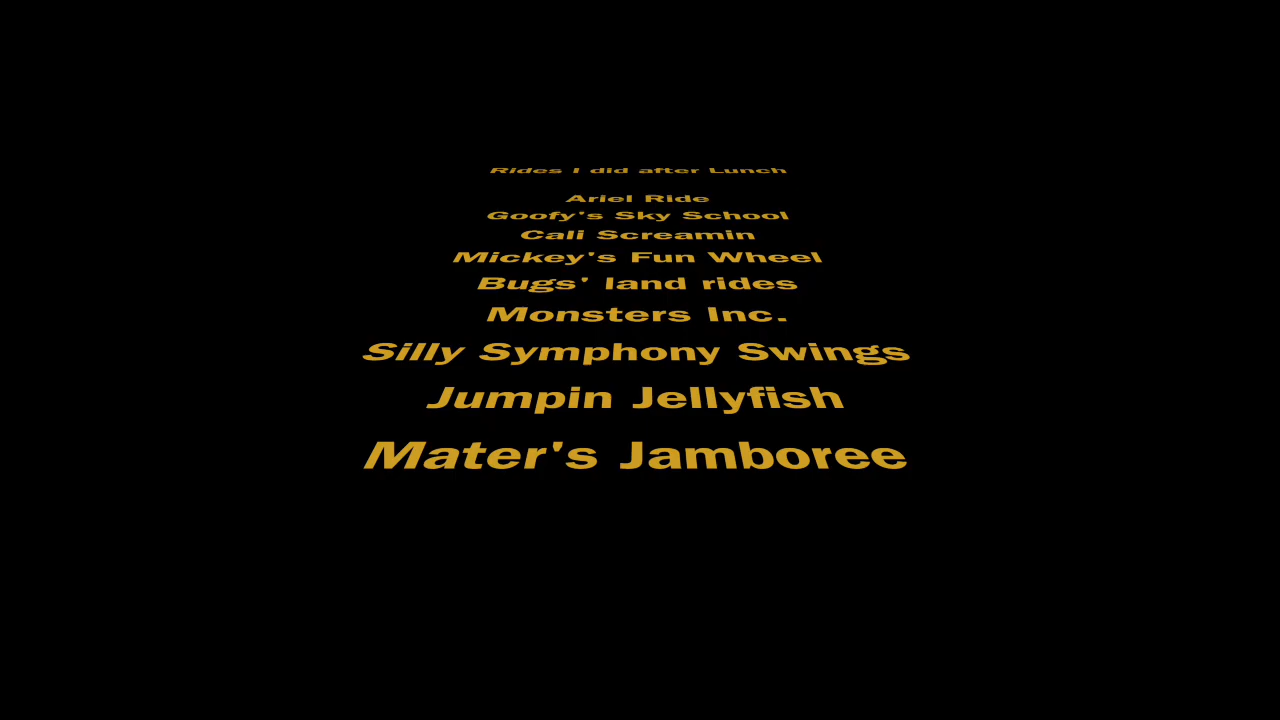 Rides I did after Lunch
Ariel Ride
Goofy's Sky School
Cali Screamin
Mickey's Fun Wheel
Bugs' land rides
Monsters Inc.
Silly Symphony Swings
Jumpin Jellyfish
Mater's Jamboree